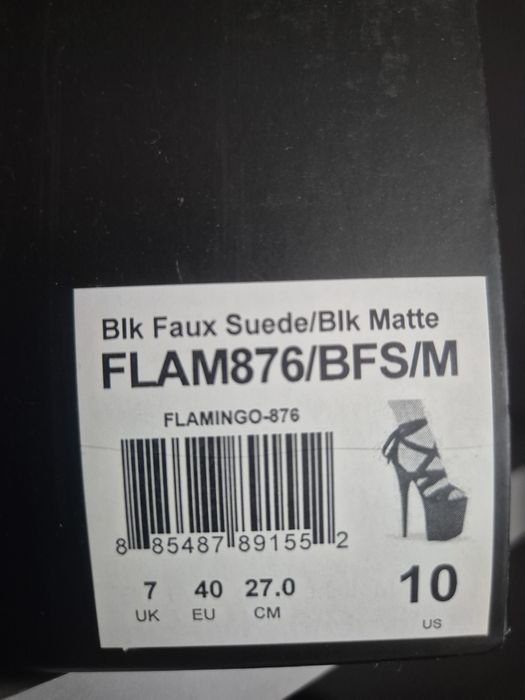 Blk Faux Suede/Blk Matte
FLAM876/BFS/M
FLAMINGO-876
8 85487 89155 2
7 40 27.0 10
UK EU CM US